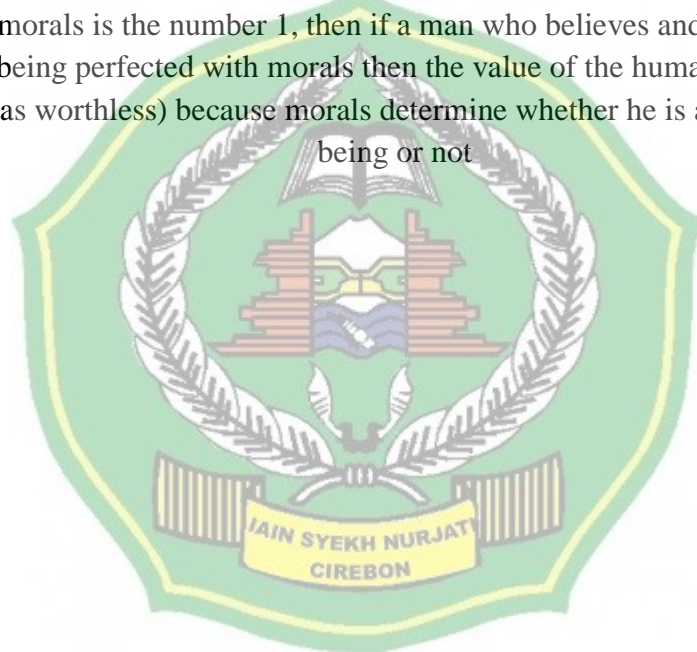 morals is the number 1, then if a man who believes and
being perfected with morals then the value of the huma
as worthless) because morals determine whether he is a
being or not
IAIN SYEKH NURJATI
CIREBON